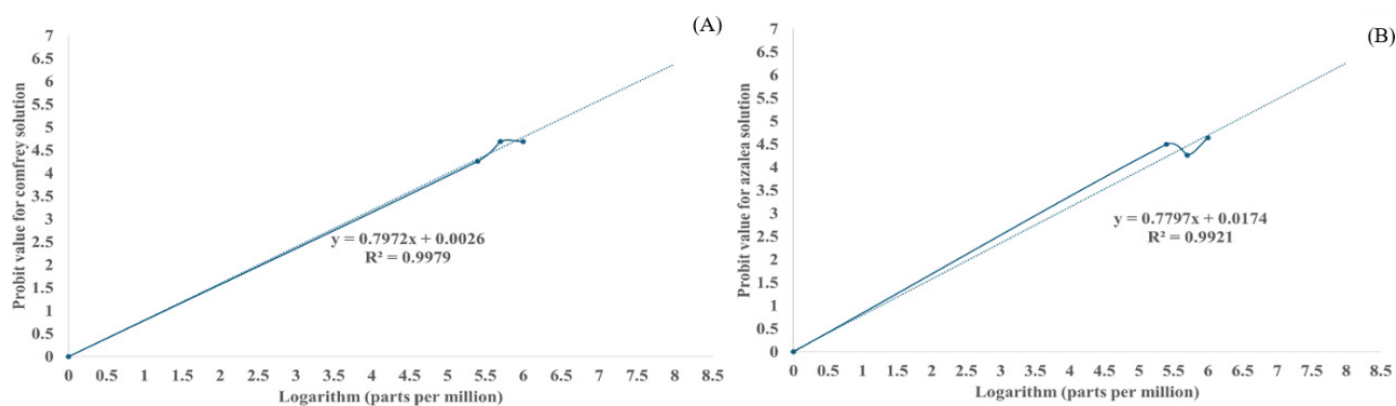 (A)
7
6.5
6
5.5
5
4.5
4
3.5
3
2.5
2
1.5
1
0.5
0
Probit value for comfrey solution
y = 0.7972x + 0.0026
R² = 0.9979
0 0.5 1 1.5 2 2.5 3 3.5 4 4.5 5 5.5 6 6.5 7 7.5 8 8.5
Logarithm (parts per million)
(B)
7
6.5
6
5.5
5
4.5
4
3.5
3
2.5
2
1.5
1
0.5
0
Probit value for azalea solution
y = 0.7797x + 0.0174
R² = 0.9921
0 0.5 1 1.5 2 2.5 3 3.5 4 4.5 5 5.5 6 6.5 7 7.5 8 8.5
Logarithm (parts per million)